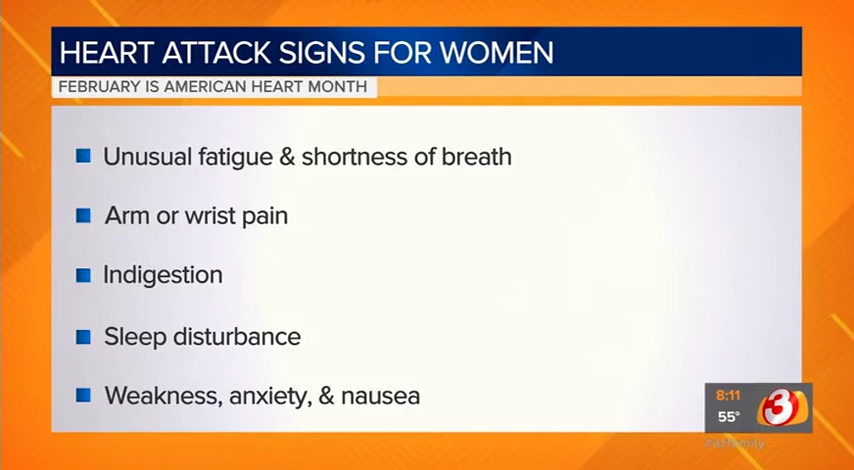 HEART ATTACK SIGNS FOR WOMEN
FEBRUARY IS AMERICAN HEART MONTH
Unusual fatigue & shortness of breath
Arm or wrist pain
Indigestion
Sleep disturbance
Weakness, anxiety, & nausea
8:11
55°
3
#azfamily